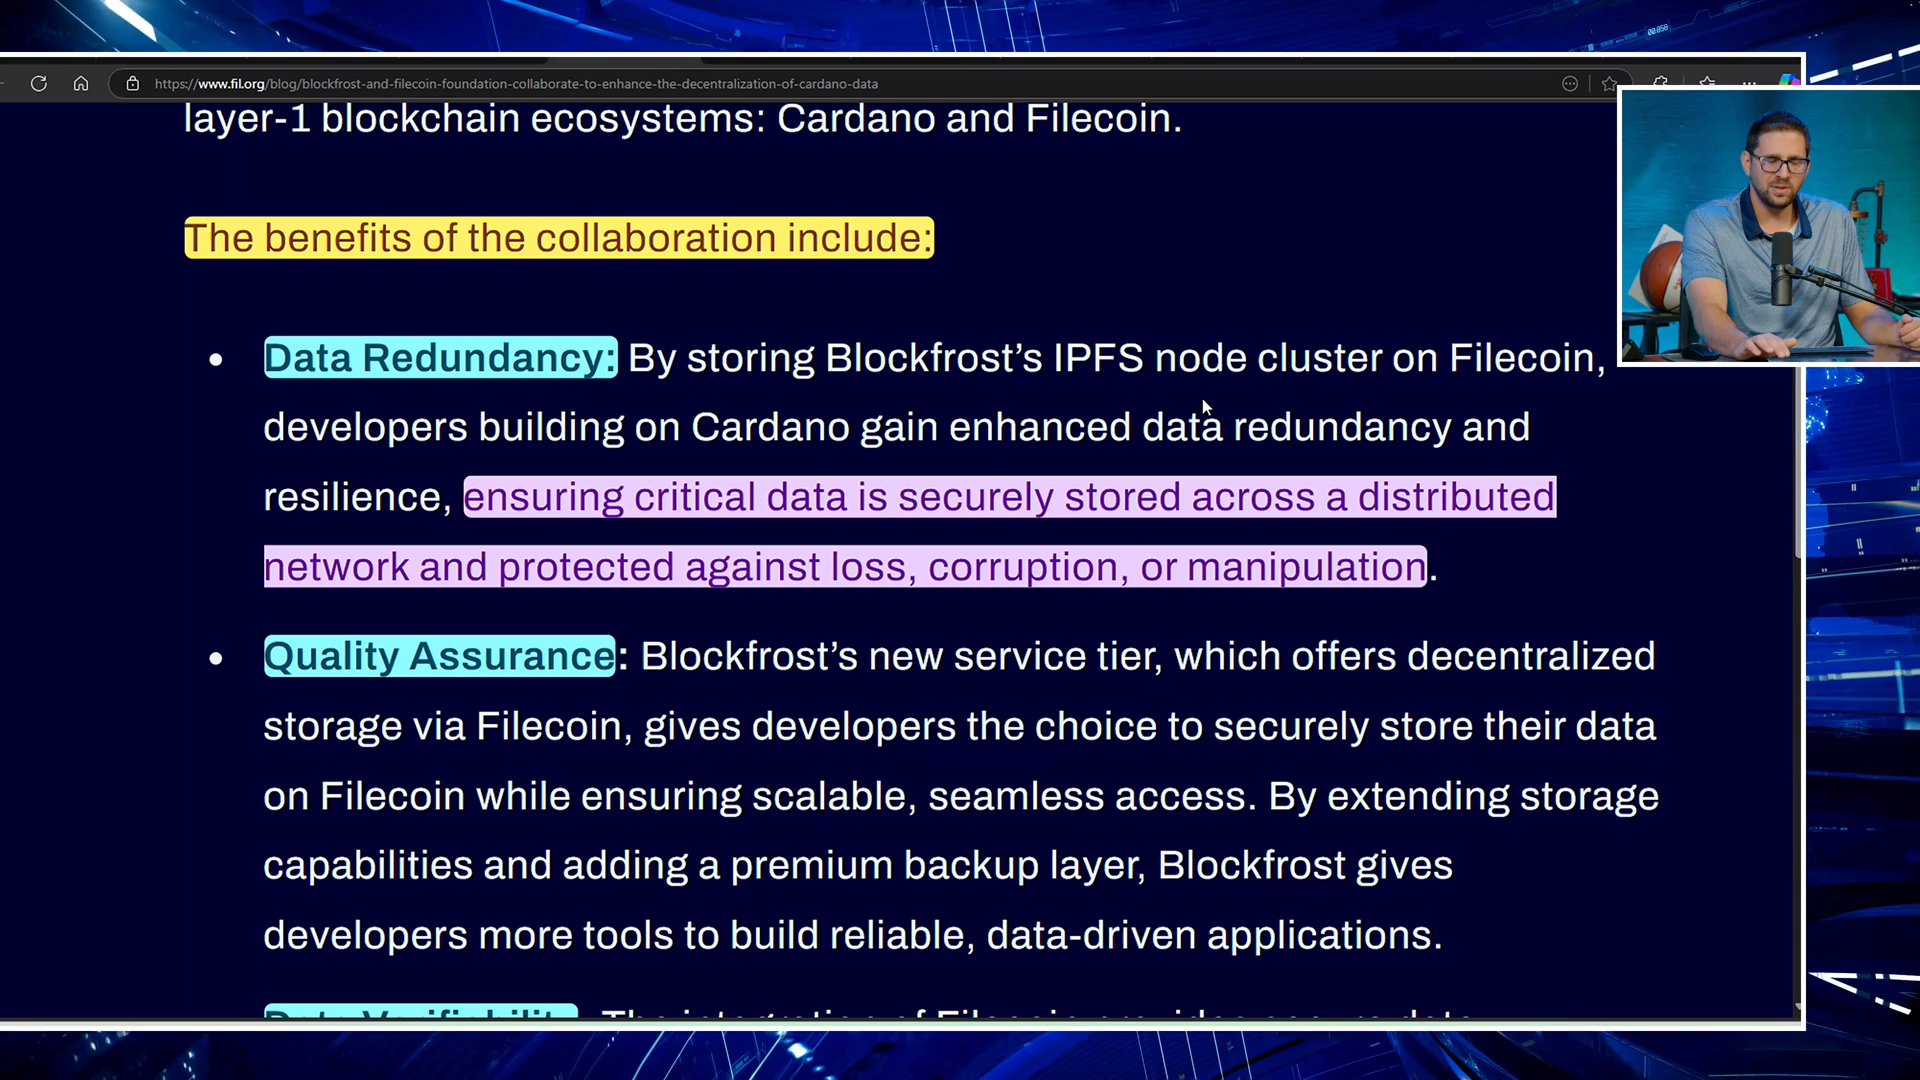 https://www.fil.org/blog/blockfrost-and-filecoin-foundation-collaborate-to-enhance-the-decentralization-of-cardano-data
layer-1 blockchain ecosystems: Cardano and Filecoin.
The benefits of the collaboration include:
Data Redundancy: By storing Blockfrost’s IPFS node cluster on Filecoin,
developers building on Cardano gain enhanced data redundancy and
resilience, ensuring critical data is securely stored across a distributed
network and protected against loss, corruption, or manipulation.
Quality Assurance: Blockfrost’s new service tier, which offers decentralized
storage via Filecoin, gives developers the choice to securely store their data
on Filecoin while ensuring scalable, seamless access. By extending storage
capabilities and adding a premium backup layer, Blockfrost gives
developers more tools to build reliable, data-driven applications.